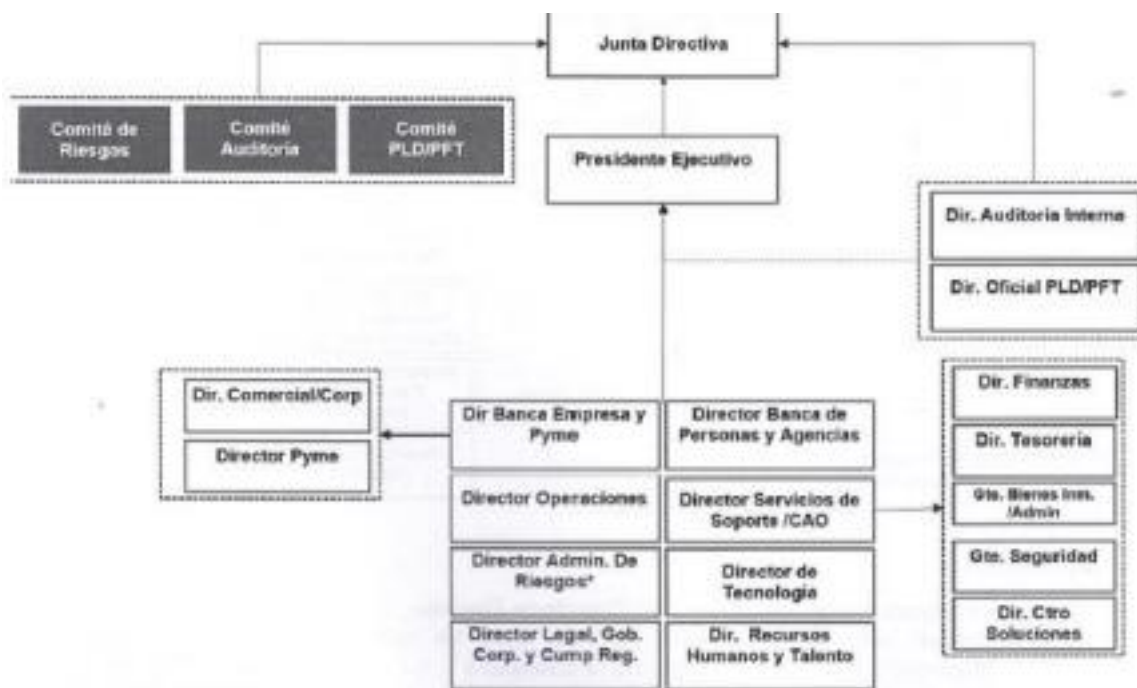 Junta Directiva
Comité de
Riesgos
Comité
Auditoria
Comité
PLD/PFT
Presidente Ejecutivo
Dir. Auditoria Interna
Dir. Oficial PLD/PFT
Dir. Comercial/Corp
Director Pyme
Dir Banca Empresa y
Pyme
Director Banca de
Personas y Agencias
Director Operaciones
Director Servicios de
Soporte /CAO
Director Admin. De
Riesgos*
Director de
Tecnología
Director Legal, Gob.
Corp. y Cump Reg.
Dir. Recursos
Humanos y Talento
Dir. Finanzas
Dir. Tesorería
Gte. Bienes Inm.
/Admin
Gte. Seguridad
Dir. Ctro
Soluciones